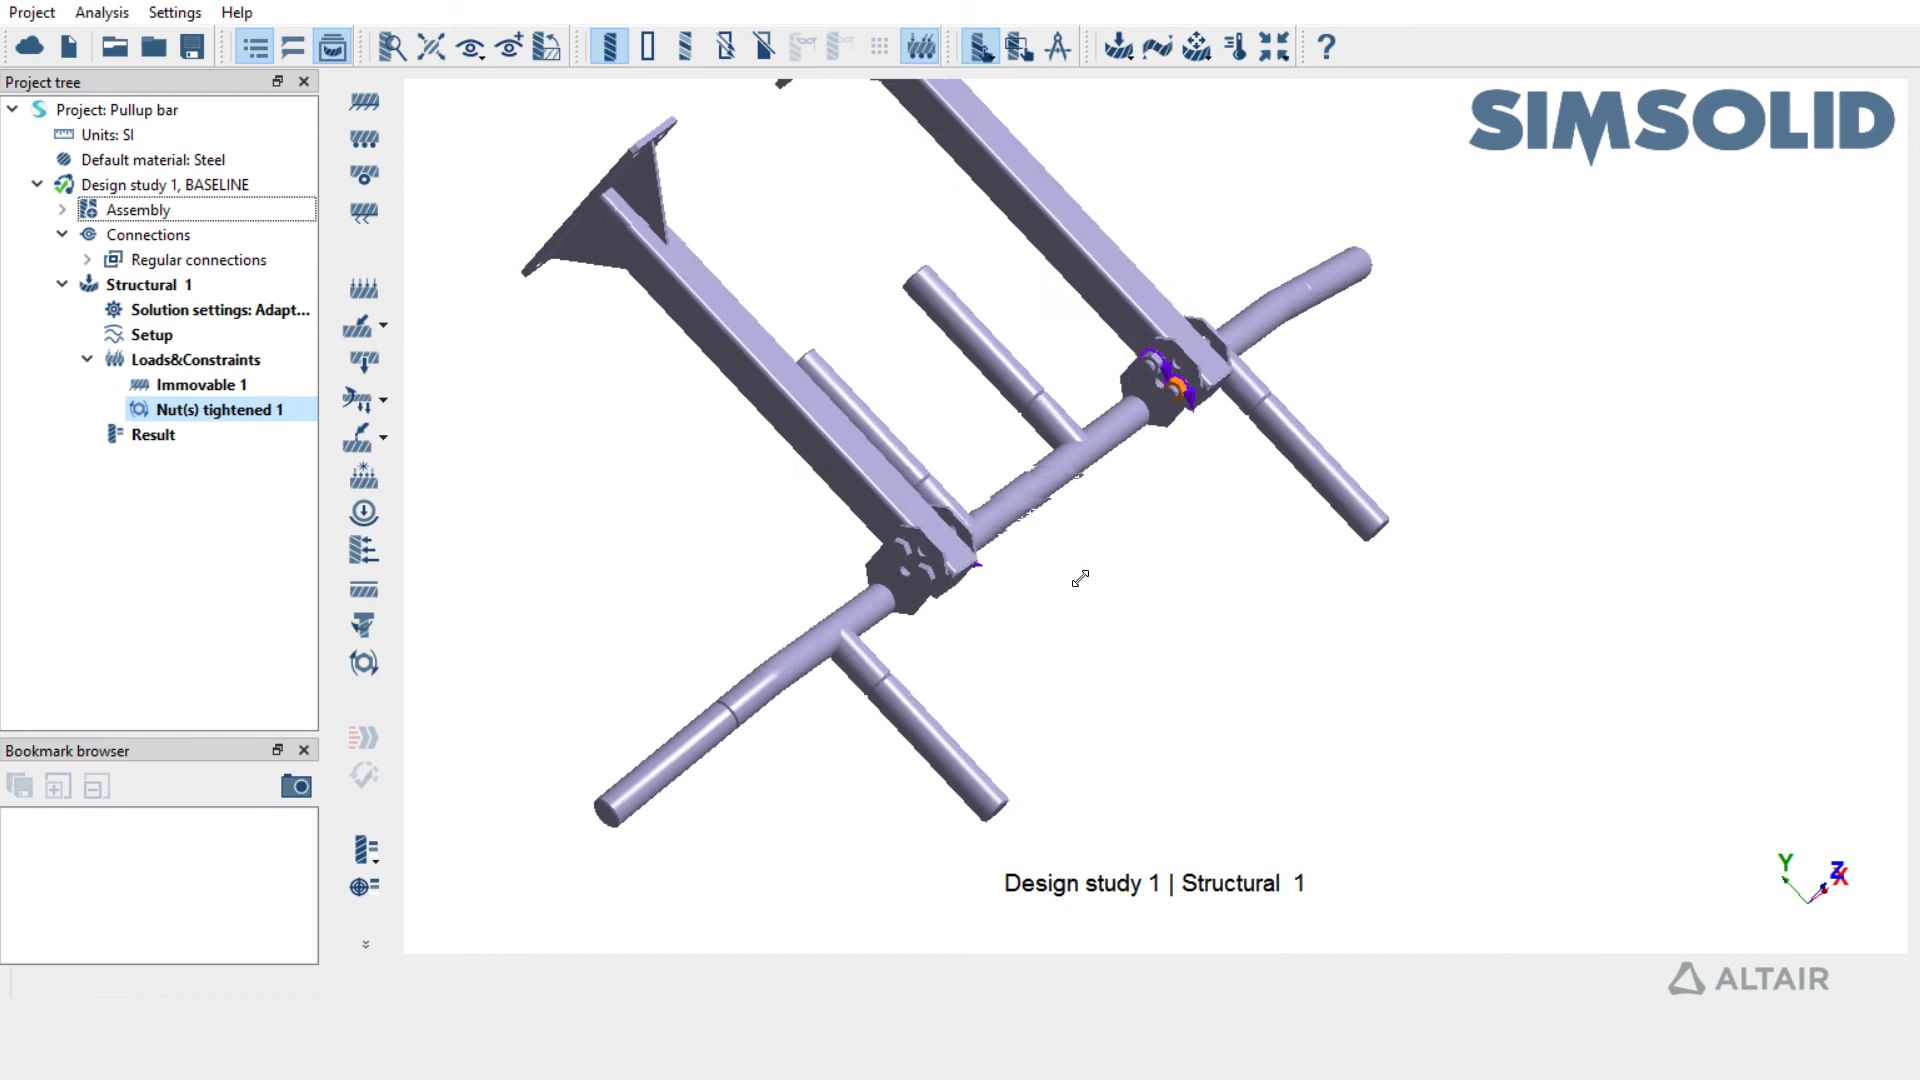 Project Analysis Settings Help
Project tree
Project: Pullup bar
Units: SI
Default material: Steel
Design study 1, BASELINE
Assembly
Connections
Regular connections
Structural 1
Solution settings: Adapt...
Setup
Loads&Constraints
Immovable 1
Nut(s) tightened 1
Result
Bookmark browser
SIMSOLID
Design study 1 | Structural 1
Y
Z
X
ALTAIR